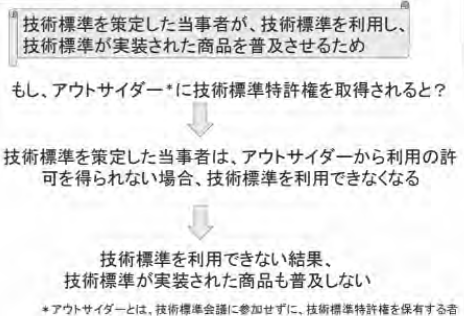 技術標準を策定した当事者が、技術標準を利用し、
技術標準が実装された商品を普及させるため
もし、アウトサイダー*に技術標準特許権を取得されると?
技術標準を策定した当事者は、アウトサイダーから利用の許
可を得られない場合、技術標準を利用できなくなる
技術標準を利用できない結果、
技術標準が実装された商品も普及しない
*アウトサイダーとは、技術標準会議に参加せずに、技術標準特許権を保有する者